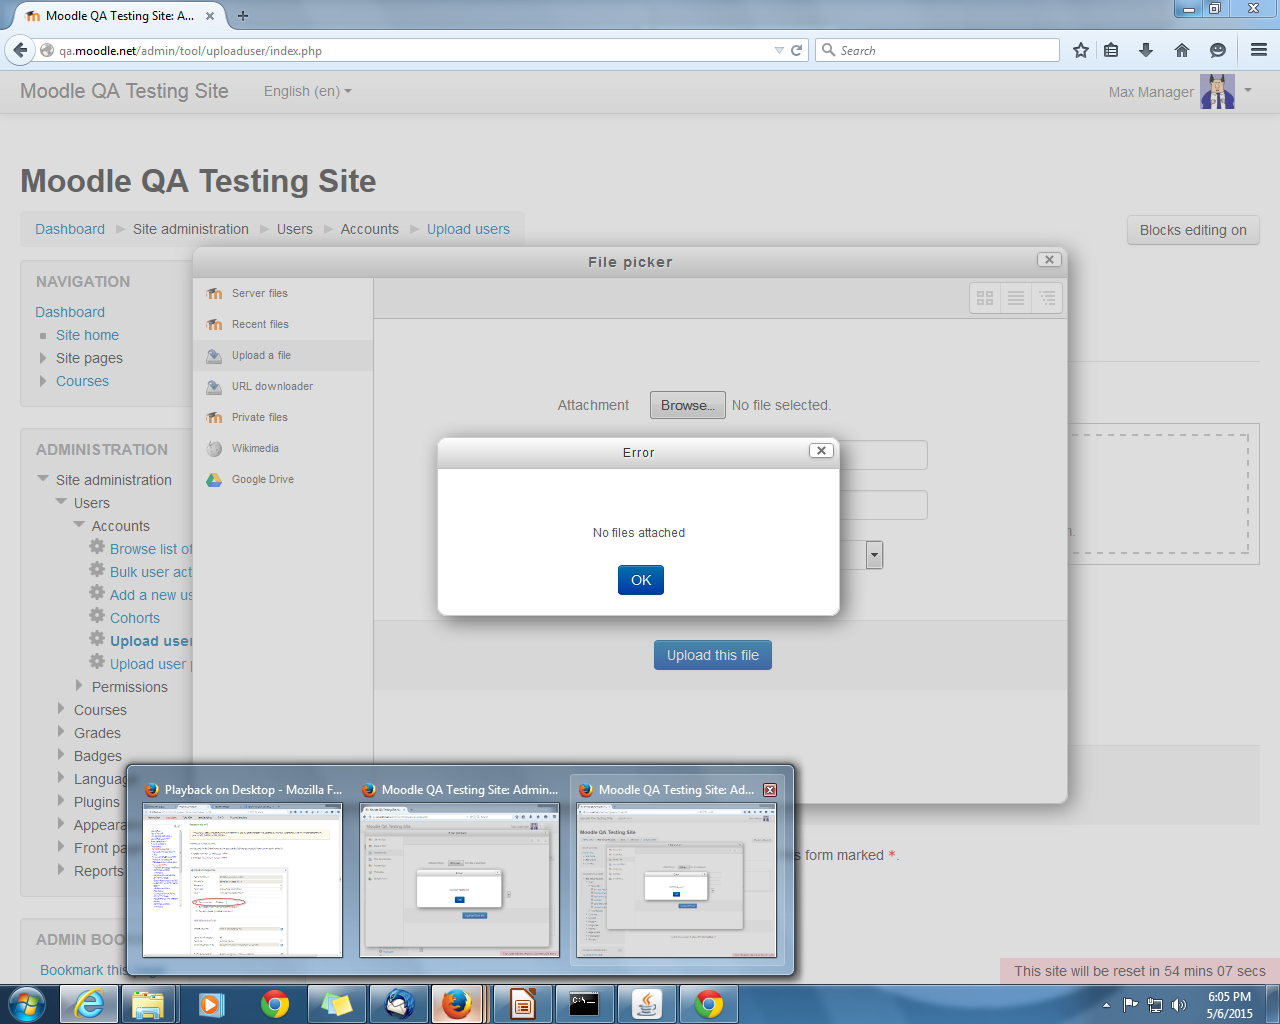 Moodle QA Testing Site: A...
qa.moodle.net/admin/tool/uploaduser/index.php
Search
Moodle QA Testing Site
English (en)
Max Manager
Moodle QA Testing Site
Dashboard
Site administration
Users
Accounts
Upload users
Blocks editing on
NAVIGATION
Dashboard
Site home
Site pages
Courses
ADMINISTRATION
Site administration
Users
Accounts
Browse list of
Bulk user act
Add a new us
Cohorts
Upload user
Upload user p
Permissions
Courses
Grades
Badges
Languag
Plugins
Appeara
Front pa
Reports
ADMIN BOO
Bookmark this page
File picker
Server files
Recent files
Upload a file
URL downloader
Private files
Wikimedia
Google Drive
Attachment
Browse...
No file selected.
Error
No files attached
OK
Upload this file
s form marked *.
Playback on Desktop - Mozilla F...
Moodle QA Testing Site: Admin...
Moodle QA Testing Site: Ad...
This site will be reset in 54 mins 07 secs
6:05 PM
5/6/2015